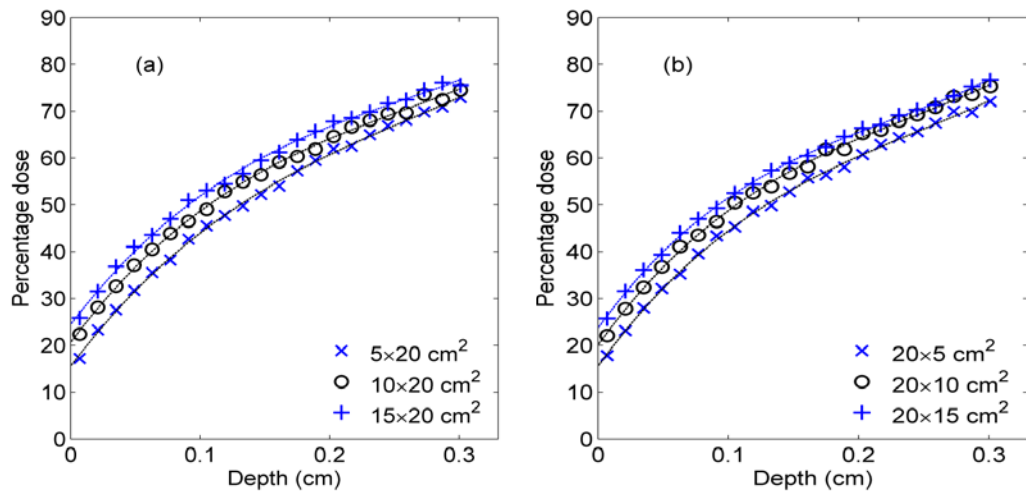 (a)
Percentage dose
90
80
70
60
50
40
30
20
10
0
0
0.1
0.2
0.3
Depth (cm)
5×20 cm²
10×20 cm²
15×20 cm²
(b)
Percentage dose
90
80
70
60
50
40
30
20
10
0
0
0.1
0.2
0.3
Depth (cm)
20×5 cm²
20×10 cm²
20×15 cm²